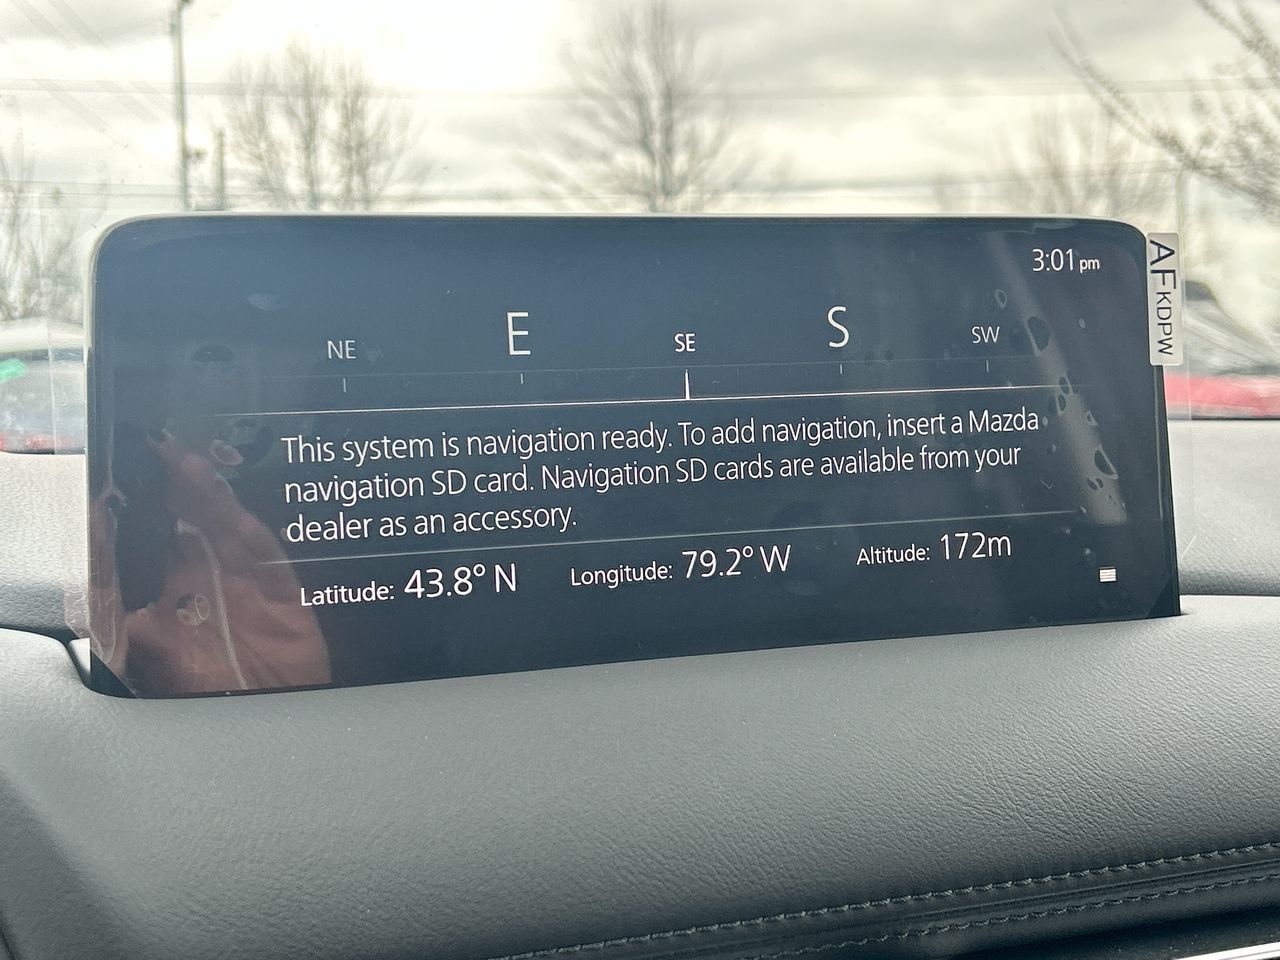 3:01 pm
NE E SE S SW
This system is navigation ready. To add navigation, insert a Mazda
navigation SD card. Navigation SD cards are available from your
dealer as an accessory.
Latitude: 43.8° N Longitude: 79.2° W Altitude: 172m
AFKDPW